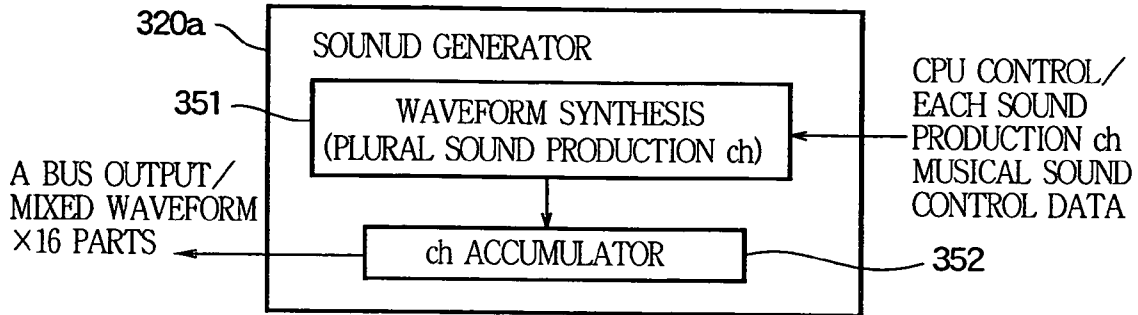 320a
SOUNUD GENERATOR
351
WAVEFORM SYNTHESIS
(PLURAL SOUND PRODUCTION ch)
CPU CONTROL/
EACH SOUND
PRODUCTION ch
MUSICAL SOUND
CONTROL DATA
A BUS OUTPUT/
MIXED WAVEFORM
×16 PARTS
ch ACCUMULATOR
352